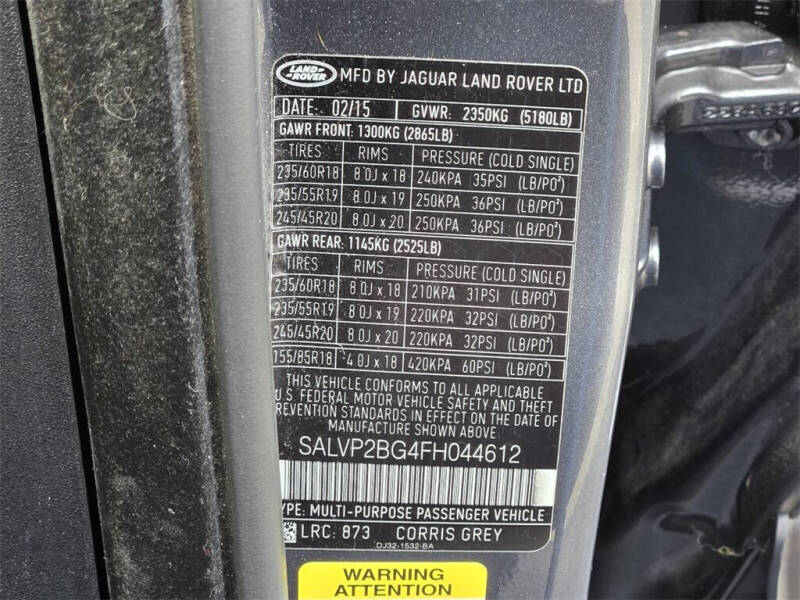 LAND ROVER MFD BY JAGUAR LAND ROVER LTD
DATE: 02/15 GVWR: 2350KG (5180LB)
GAWR FRONT: 1300KG (2865LB)
TIRES RIMS PRESSURE (COLD SINGLE)
235/60R18 8.0J x 18 240KPA 35PSI (LB/PO²)
235/55R19 8.0J x 19 250KPA 36PSI (LB/PO²)
245/45R20 8.0J x 20 250KPA 36PSI (LB/PO²)
GAWR REAR: 1145KG (2525LB)
TIRES RIMS PRESSURE (COLD SINGLE)
235/60R18 8.0J x 18 210KPA 31PSI (LB/PO²)
235/55R19 8.0J x 19 220KPA 32PSI (LB/PO²)
245/45R20 8.0J x 20 220KPA 32PSI (LB/PO²)
155/85R18 4.0J x 18 420KPA 60PSI (LB/PO²)
THIS VEHICLE CONFORMS TO ALL APPLICABLE
U.S. FEDERAL MOTOR VEHICLE SAFETY AND THEFT
REVENTION STANDARDS IN EFFECT ON THE DATE OF
MANUFACTURE SHOWN ABOVE
SALVP2BG4FH044612
YPE: MULTI-PURPOSE PASSENGER VEHICLE
LRC: 873 CORRIS GREY
DJ32-1532-BA
WARNING
ATTENTION